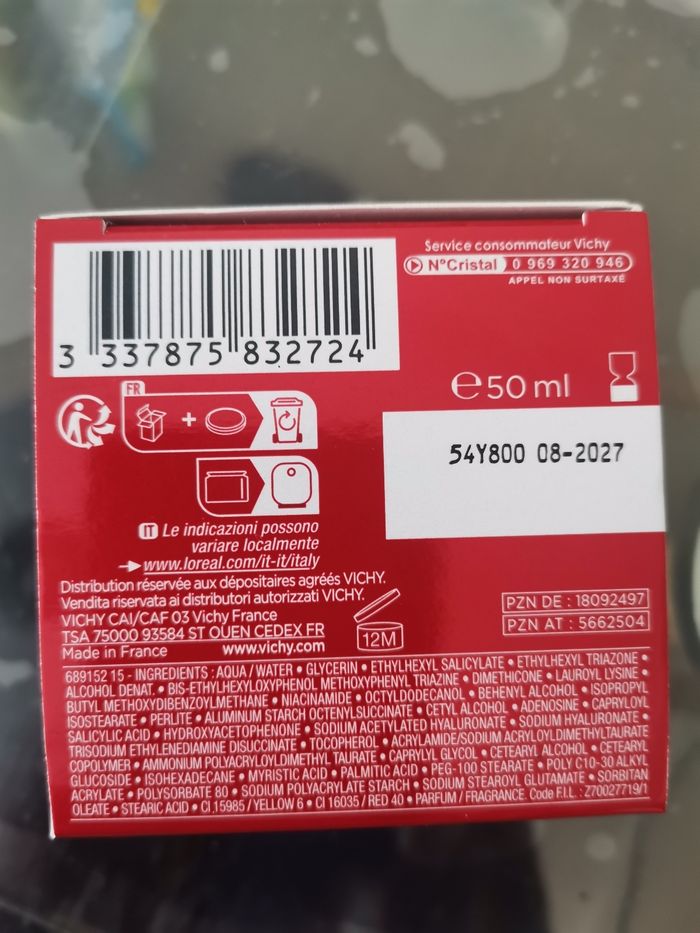 Service consommateur Vichy
N°Cristal 0 969 320 946
APPEL NON SURTAXÉ
3 337875 832724
℮50 ml
FR
+
54Y800 08-2027
IT Le indicazioni possono
variare localmente
www.loreal.com/it-it/italy
Distribution réservée aux dépositaires agréés VICHY.
Vendita riservata ai distributori autorizzati VICHY.
VICHY CAI/CAF 03 Vichy France
TSA 75000 93584 ST OUEN CEDEX FR
Made in France www.vichy.com
12M
PZN DE : 18092497
PZN AT : 5662504
689152 15 - INGREDIENTS : AQUA / WATER • GLYCERIN • ETHYLHEXYL SALICYLATE • ETHYLHEXYL TRIAZONE •
ALCOHOL DENAT. • BIS-ETHYLHEXYLOXYPHENOL METHOXYPHENYL TRIAZINE • DIMETHICONE • LAUROYL LYSINE •
BUTYL METHOXYDIBENZOYLMETHANE • NIACINAMIDE • OCTYLDODECANOL • BEHENYL ALCOHOL • ISOPROPYL
ISOSTEARATE • PERLITE • ALUMINUM STARCH OCTENYLSUCCINATE • CETYL ALCOHOL • ADENOSINE • CAPRYLOYL
SALICYLIC ACID • HYDROXYACETOPHENONE • SODIUM ACETYLATED HYALURONATE • SODIUM HYALURONATE •
TRISODIUM ETHYLENEDIAMINE DISUCCINATE • TOCOPHEROL • ACRYLAMIDE/SODIUM ACRYLOYLDIMETHYLTAURATE
COPOLYMER • AMMONIUM POLYACRYLOYLDIMETHYL TAURATE • CAPRYLYL GLYCOL • CETEARYL ALCOHOL • CETEARYL
GLUCOSIDE • ISOHEXADECANE • MYRISTIC ACID • PALMITIC ACID • PEG-100 STEARATE • POLY C10-30 ALKYL
ACRYLATE • POLYSORBATE 80 • SODIUM POLYACRYLATE STARCH • SODIUM STEAROYL GLUTAMATE • SORBITAN
OLEATE • STEARIC ACID • CI 15985 / YELLOW 6 • CI 16035 / RED 40 • PARFUM / FRAGRANCE. Code F.I.L. : Z70027719/1